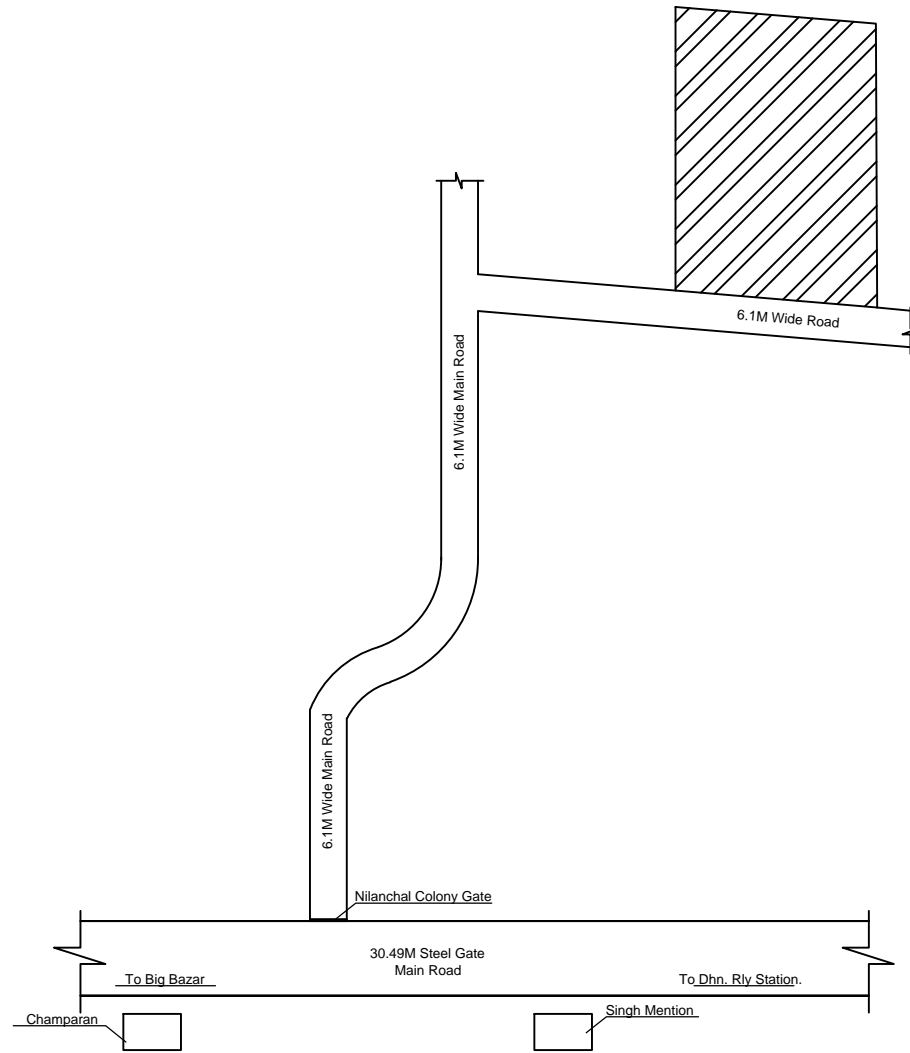 6.1M Wide Road
6.1M Wide Main Road
6.1M Wide Main Road
Nilanchal Colony Gate
30.49M Steel Gate
Main Road
To Big Bazar
To Dhn. Rly Station.
Champaran
Singh Mention